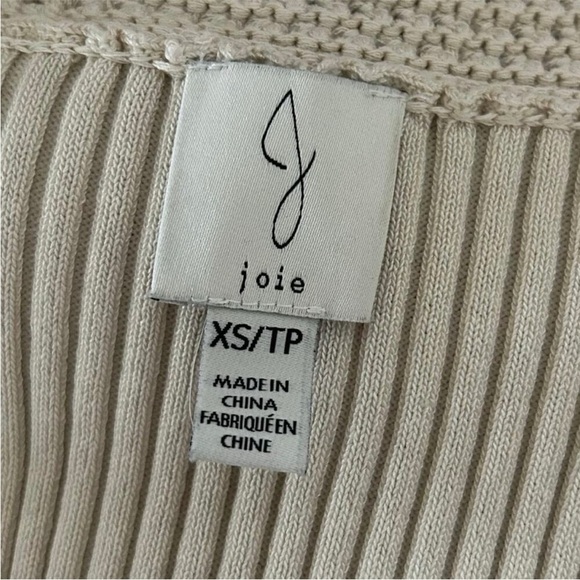 J
joie
XS/TP
MADE IN
CHINA
FABRIQUÉ EN
CHINE